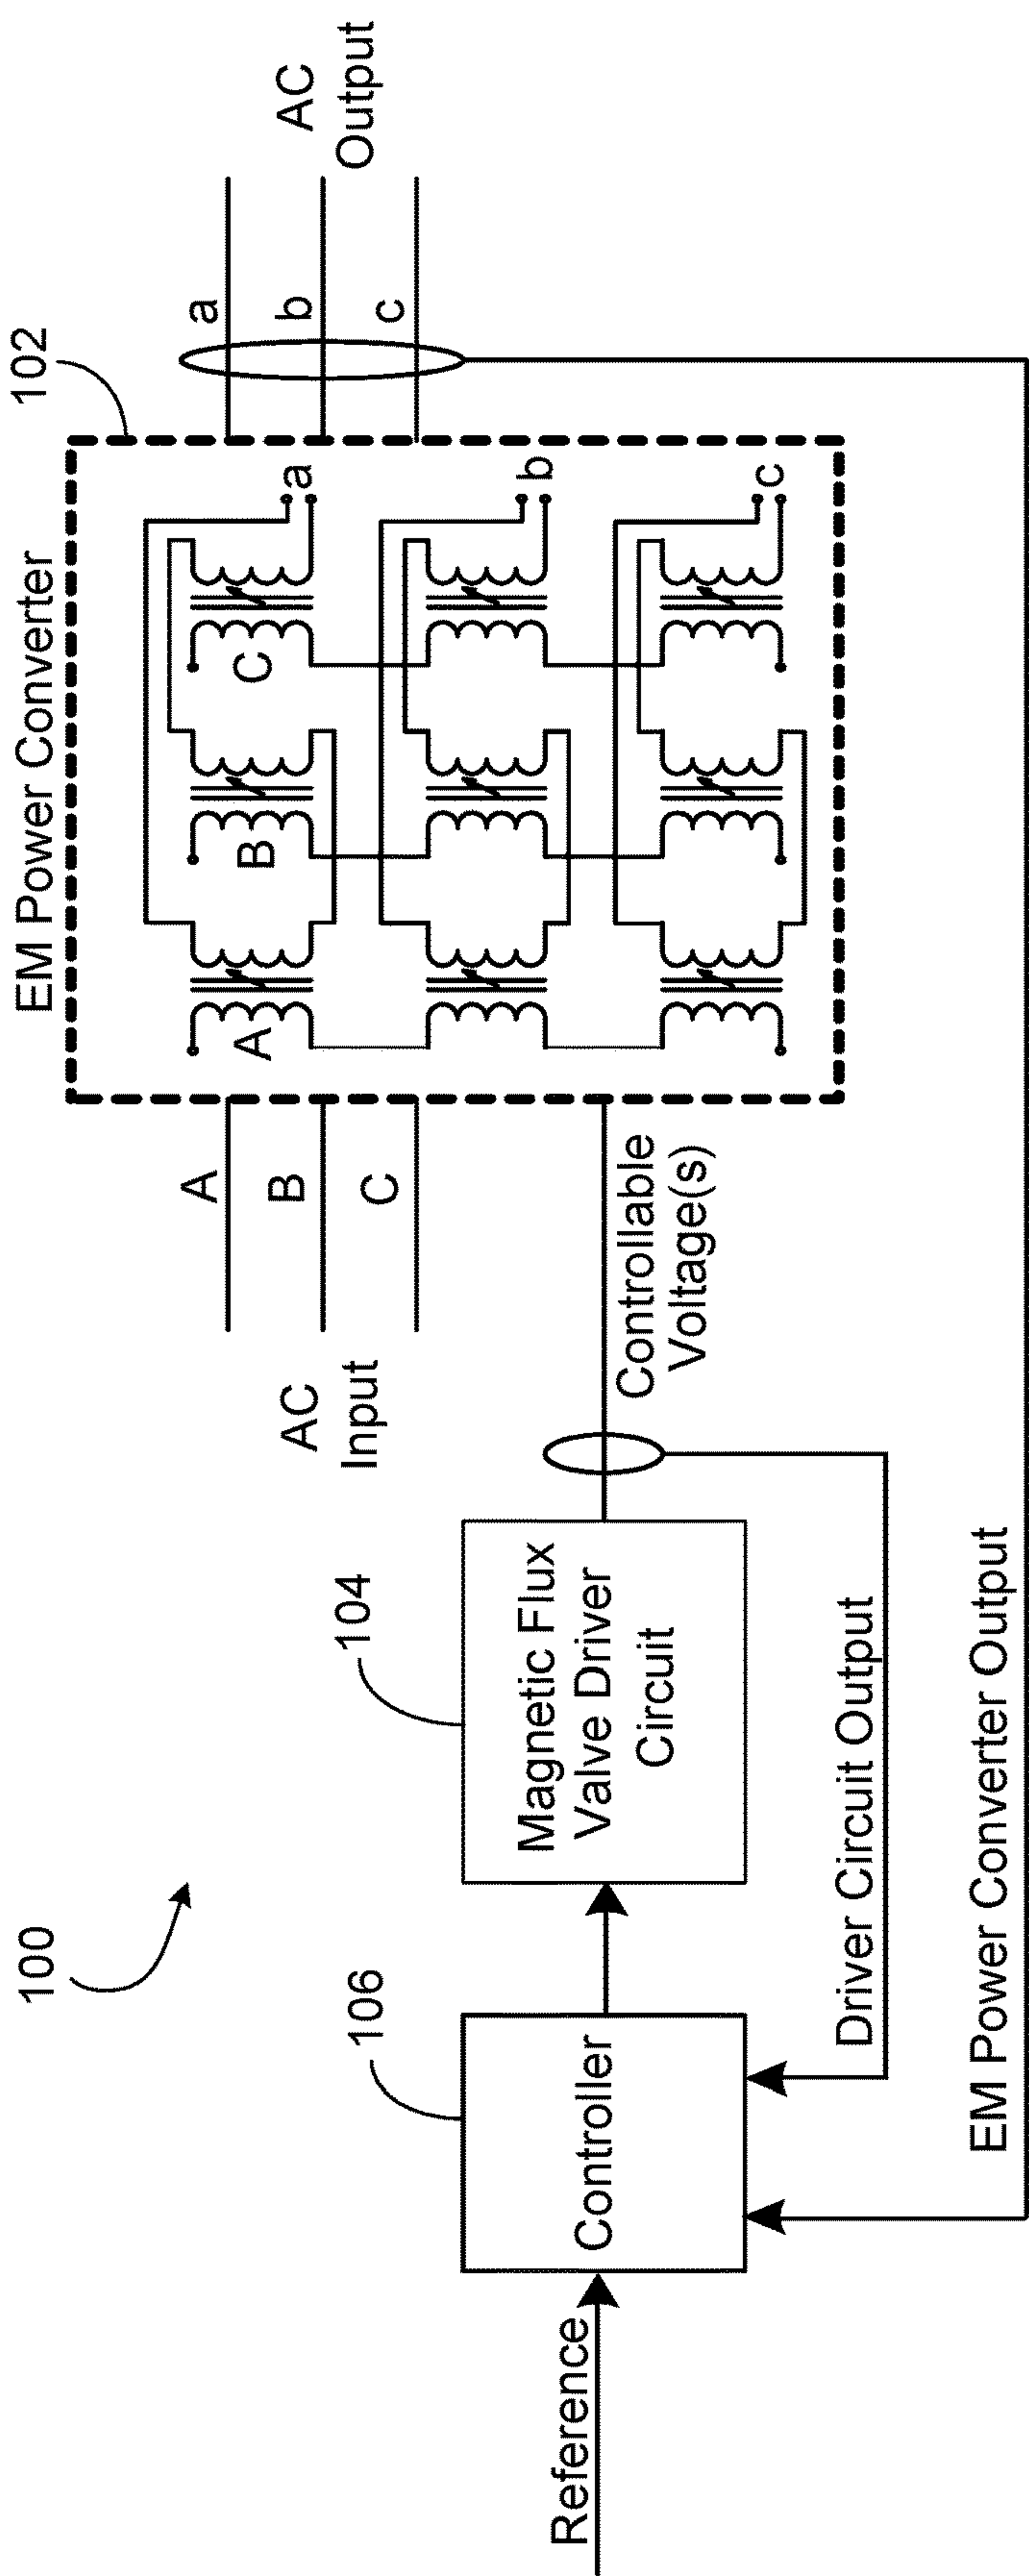 100
EM Power Converter
102
AC
Input
A
B
C
A
B
C
a
b
c
a
b
c
AC
Output
Reference
106
Controller
104
Magnetic Flux
Valve Driver
Circuit
Controllable
Voltage(s)
Driver Circuit Output
EM Power Converter Output